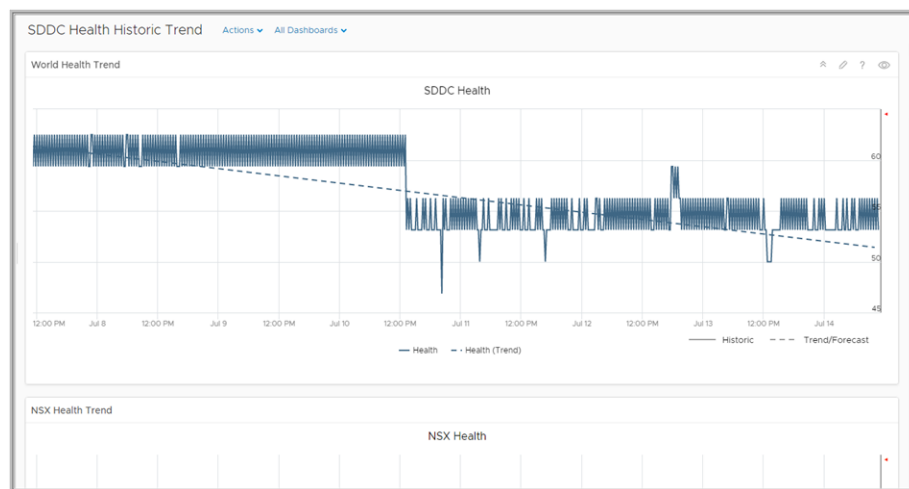 SDDC Health Historic Trend Actions All Dashboards
World Health Trend ?
SDDC Health
60
55
50
45
12:00 PM Jul 8 12:00 PM Jul 9 12:00 PM Jul 10 12:00 PM Jul 11 12:00 PM Jul 12 12:00 PM Jul 13 12:00 PM Jul 14
Historic Trend/Forecast
Health Health (Trend)
NSX Health Trend
NSX Health